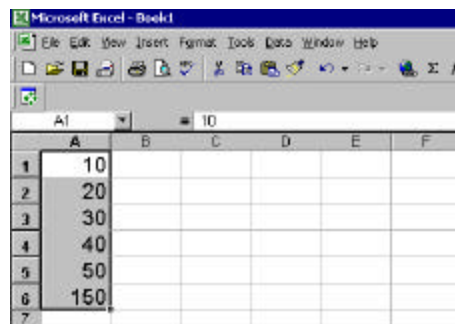 Microsoft Excel - Book1
File Edit View Insert Format Tools Data Window Help
Σ
A1 = 10
A B C D E F
1 10
2 20
3 30
4 40
5 50
6 150
7